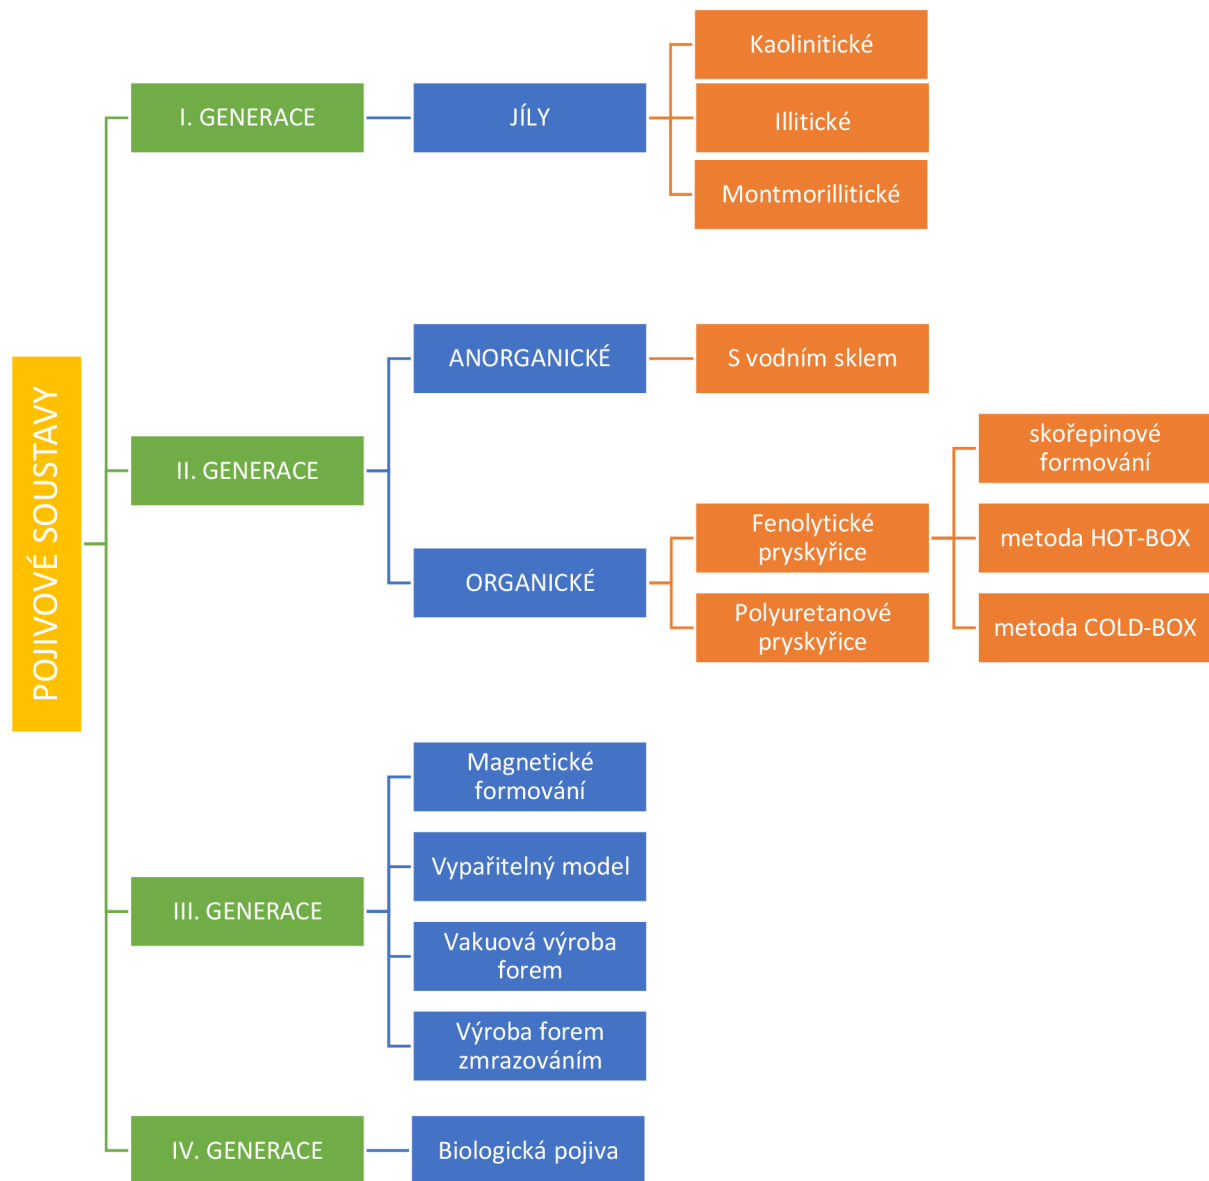 POJIVOVÉ SOUSTAVY
I. GENERACE
JÍLY
Kaolinitické
Illitické
Montmorillitické
II. GENERACE
ANORGANICKÉ
S vodním sklem
ORGANICKÉ
Fenolytické
pryskyřice
skořepinové
formování
metoda HOT-BOX
metoda COLD-BOX
Polyuretanové
pryskyřice
III. GENERACE
Magnetické
formování
Vypařitelný model
Vakuová výroba
forem
Výroba forem
zmrazováním
IV. GENERACE
Biologická pojiva